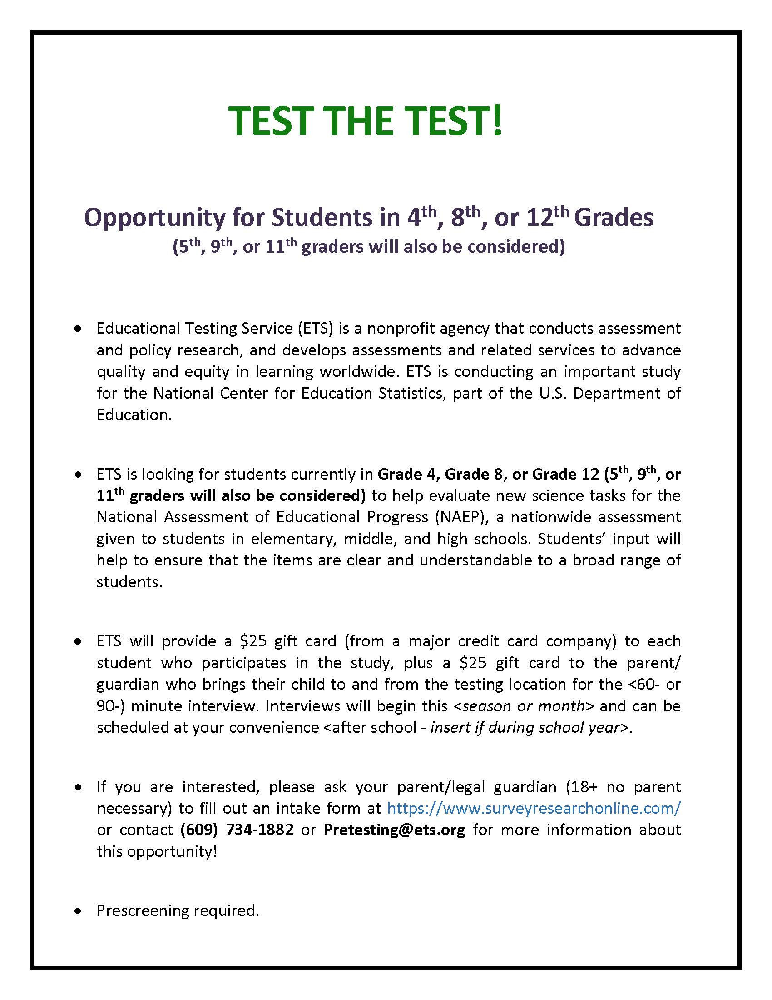 TEST THE TEST!
Opportunity for Students in 4th, 8th, or 12th Grades
(5th, 9th, or 11th graders will also be considered)
• Educational Testing Service (ETS) is a nonprofit agency that conducts assessment
and policy research, and develops assessments and related services to advance
quality and equity in learning worldwide. ETS is conducting an important study
for the National Center for Education Statistics, part of the U.S. Department of
Education.
• ETS is looking for students currently in Grade 4, Grade 8, or Grade 12 (5th, 9th, or
11th graders will also be considered) to help evaluate new science tasks for the
National Assessment of Educational Progress (NAEP), a nationwide assessment
given to students in elementary, middle, and high schools. Students’ input will
help to ensure that the items are clear and understandable to a broad range of
students.
• ETS will provide a $25 gift card (from a major credit card company) to each
student who participates in the study, plus a $25 gift card to the parent/
guardian who brings their child to and from the testing location for the <60- or
90-) minute interview. Interviews will begin this <season or month> and can be
scheduled at your convenience <after school - insert if during school year>.
• If you are interested, please ask your parent/legal guardian (18+ no parent
necessary) to fill out an intake form at https://www.surveyresearchonline.com/
or contact (609) 734-1882 or Pretesting@ets.org for more information about
this opportunity!
• Prescreening required.